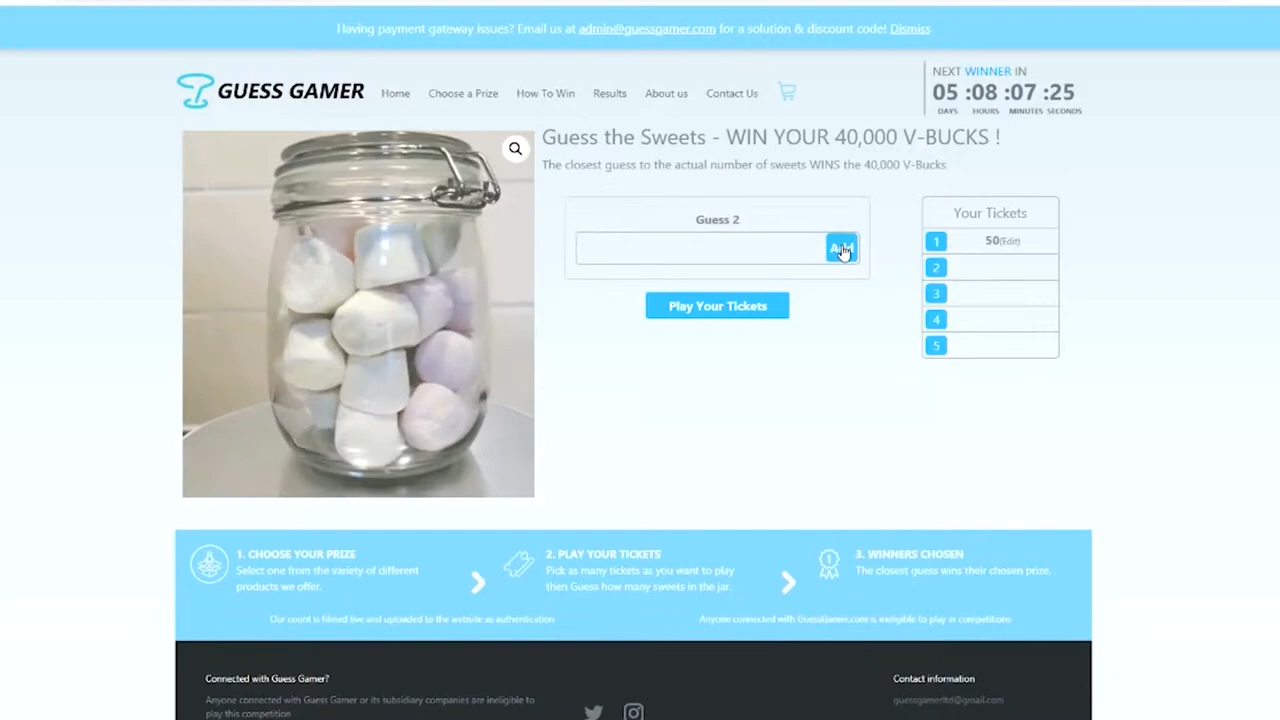 Having payment gateway issues? Email us at admin@guessgamer.com for a solution & discount code! Dismiss
GUESS GAMER
Home
Choose a Prize
How To Win
Results
About us
Contact Us
NEXT WINNER IN
05 :08 :07 :25
DAYS HOURS MINUTES SECONDS
Guess the Sweets - WIN YOUR 40,000 V-BUCKS !
The closest guess to the actual number of sweets WINS the 40,000 V-Bucks
Guess 2
Add
Play Your Tickets
Your Tickets
1 50(Edit)
2
3
4
5
1. CHOOSE YOUR PRIZE
Select one from the variety of different
products we offer.
2. PLAY YOUR TICKETS
Pick as many tickets as you want to play
then Guess how many sweets in the jar.
1
3. WINNERS CHOSEN
The closest guess wins their chosen prize.
Our count is filmed live and uploaded to the website as authentication
Anyone connected with GuessGamer.com is ineligible to play in competitions
Connected with Guess Gamer?
Anyone connected with Guess Gamer or its subsidiary companies are ineligible to
play this competition
Contact information
guessgamerltd@gmail.com